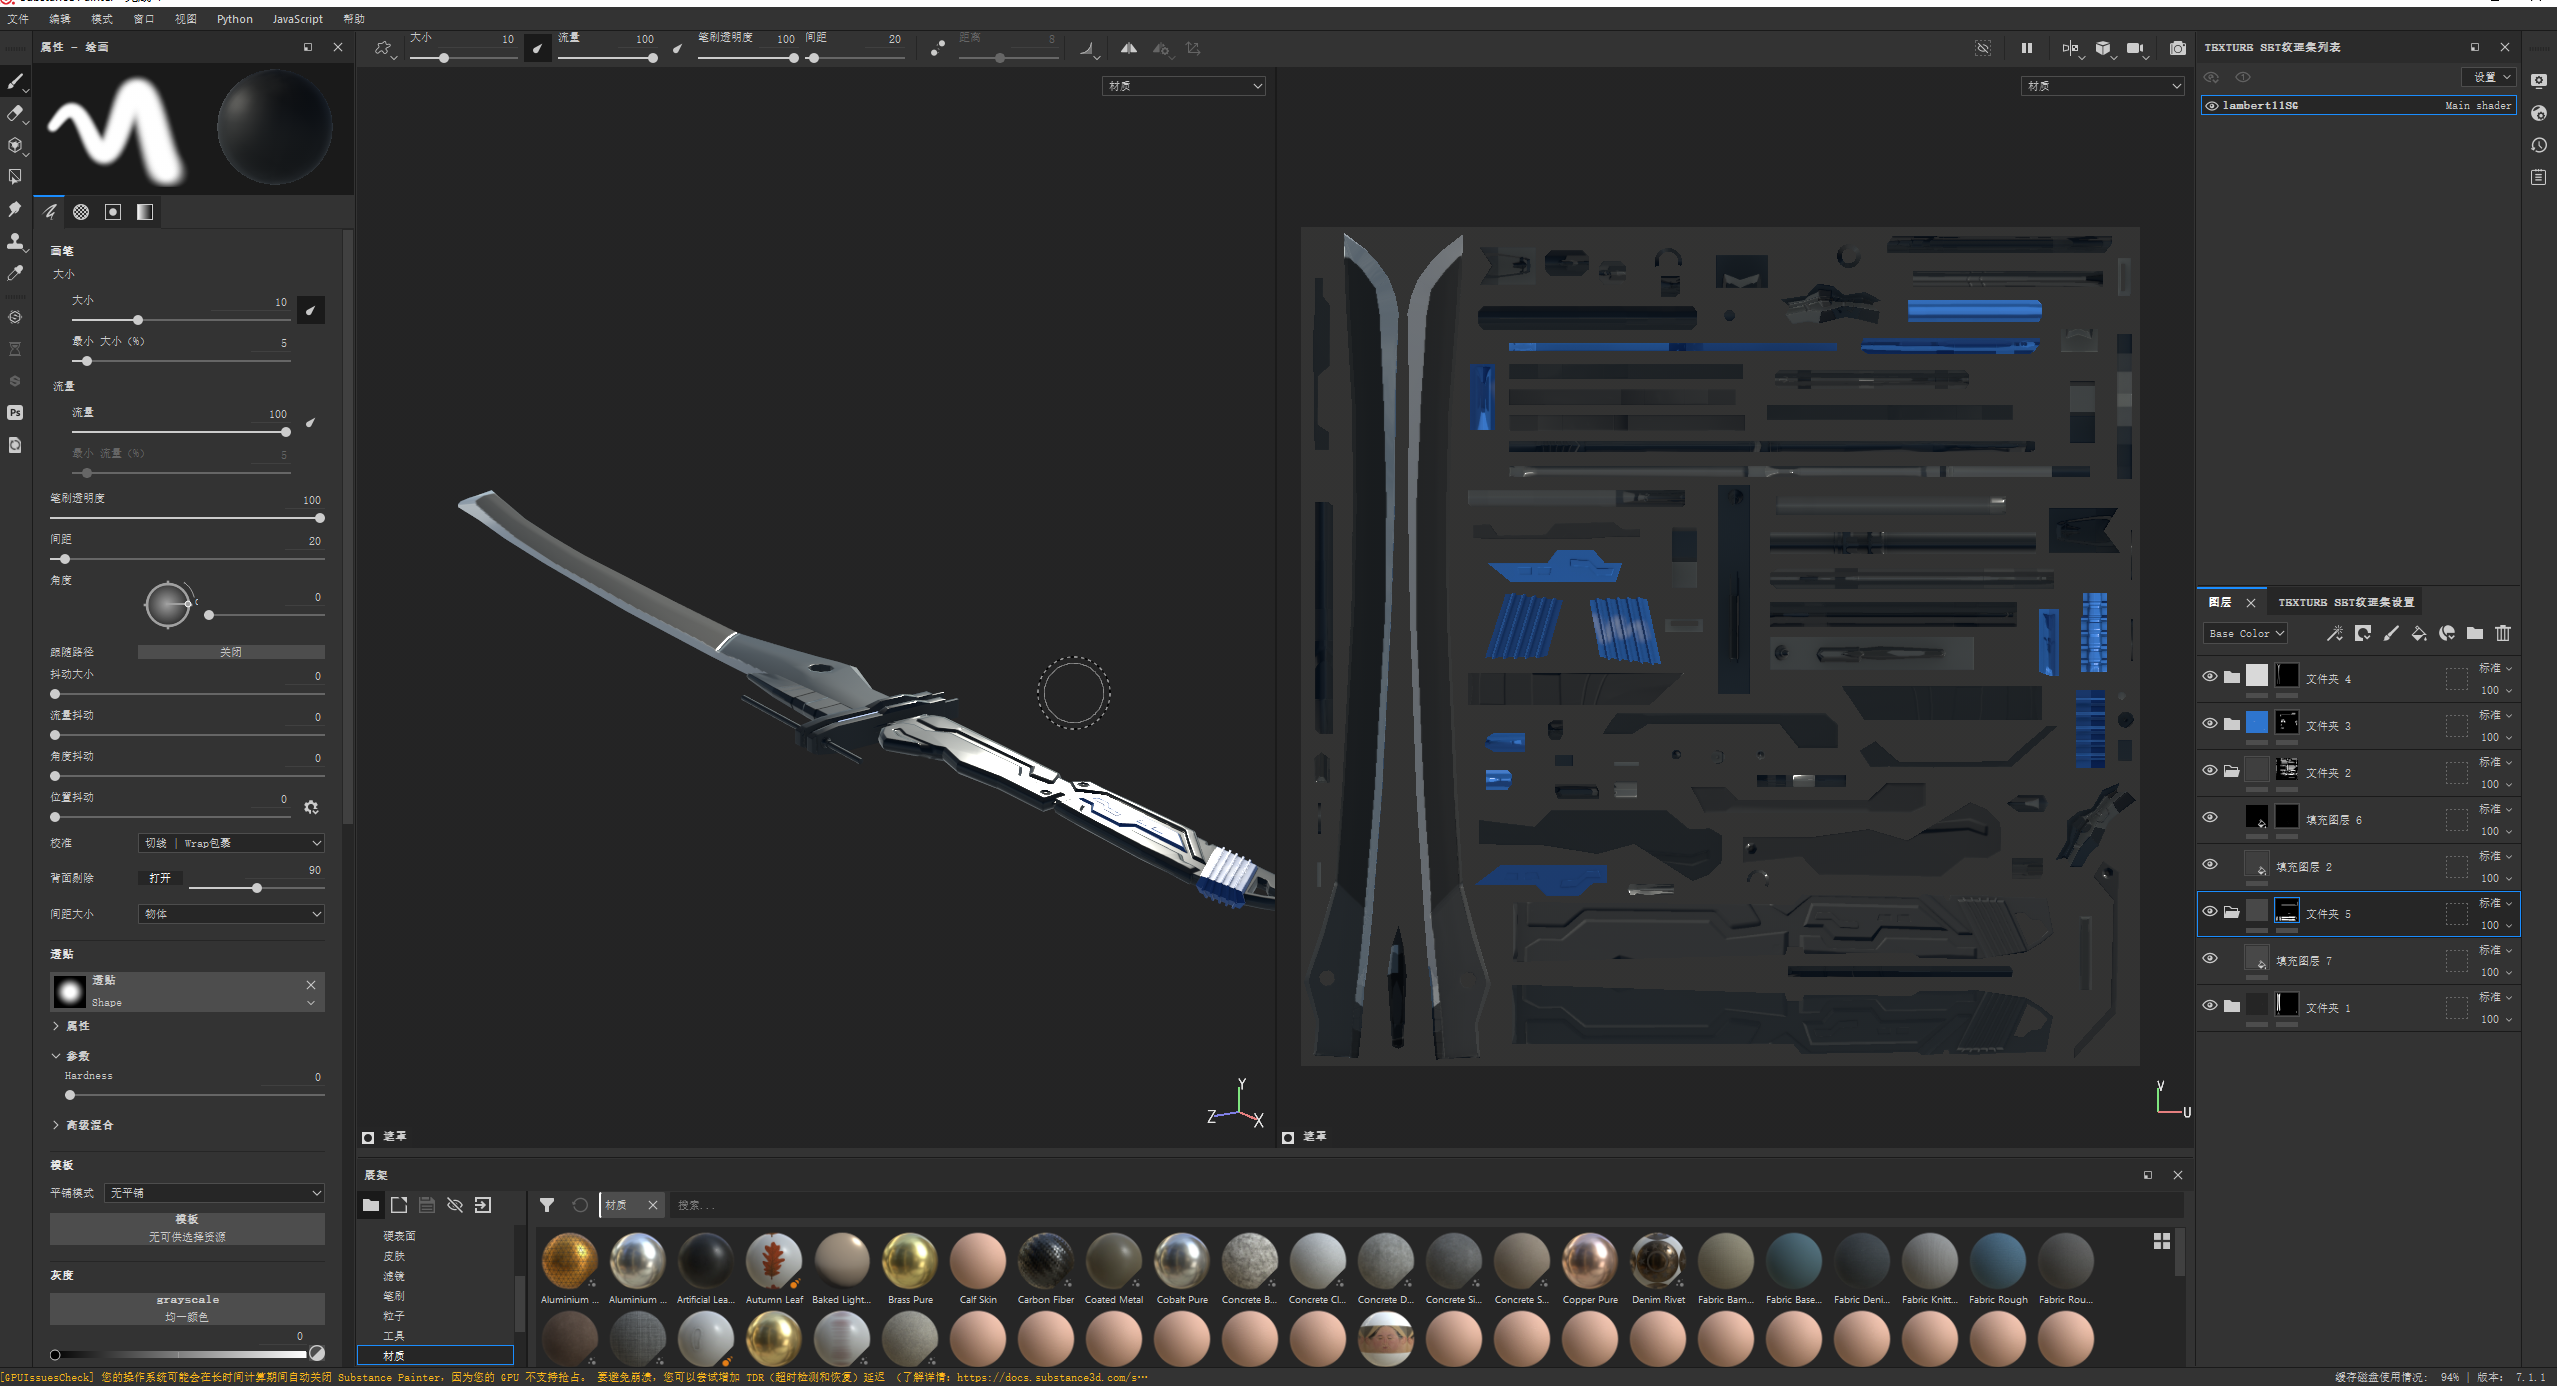 文件 编辑 模式 窗口 视图 Python JavaScript 帮助
属性 - 绘画
大小 10 流量 100 笔刷透明度 100 间距 20 距离 8
材质
材质
TEXTURE SET纹理集列表
设置
lambert11SG Main shader
画笔
大小
大小 10
最小 大小 (%) 5
流量
流量 100
最小 流量 (%) 5
笔刷透明度 100
间距 20
角度
0
跟随路径 关闭
抖动大小 0
流量抖动 0
角度抖动 0
位置抖动 0
校准 切线 | Wrap包裹
背面剔除 打开 90
间距大小 物体
透贴
透贴
Shape
属性
参数
Hardness 0
高级混合
模板
平铺模式 无平铺
模板
无可供选择资源
灰度
grayscale
均一颜色
0
Y
Z
X
遮罩
V
U
遮罩
图层 TEXTURE SET纹理集设置
Base Color
文件夹 4 标准 100
文件夹 3 标准 100
文件夹 2 标准 100
填充图层 6 标准 100
填充图层 2 标准 100
文件夹 5 标准 100
填充图层 7 标准 100
文件夹 1 标准 100
展架
材质 搜索...
硬表面
皮肤
滤镜
笔刷
粒子
工具
材质
Aluminium ... Aluminium ... Artificial Lea... Autumn Leaf Baked Light... Brass Pure Calf Skin Carbon Fiber Coated Metal Cobalt Pure Concrete B... Concrete Cl... Concrete D... Concrete Si... Concrete S... Copper Pure Denim Rivet Fabric Bam... Fabric Base... Fabric Deni... Fabric Knitt... Fabric Rough Fabric Rou...
[GPUIssuesCheck] 您的操作系统可能会在长时间计算期间自动关闭 Substance Painter，因为您的 GPU 不支持抢占。 要避免崩溃，您可以尝试增加 TDR（超时检测和恢复）延迟 （了解详情：https://docs.substance3d.com/s⋯
缓存磁盘使用情况: 94% | 版本: 7.1.1